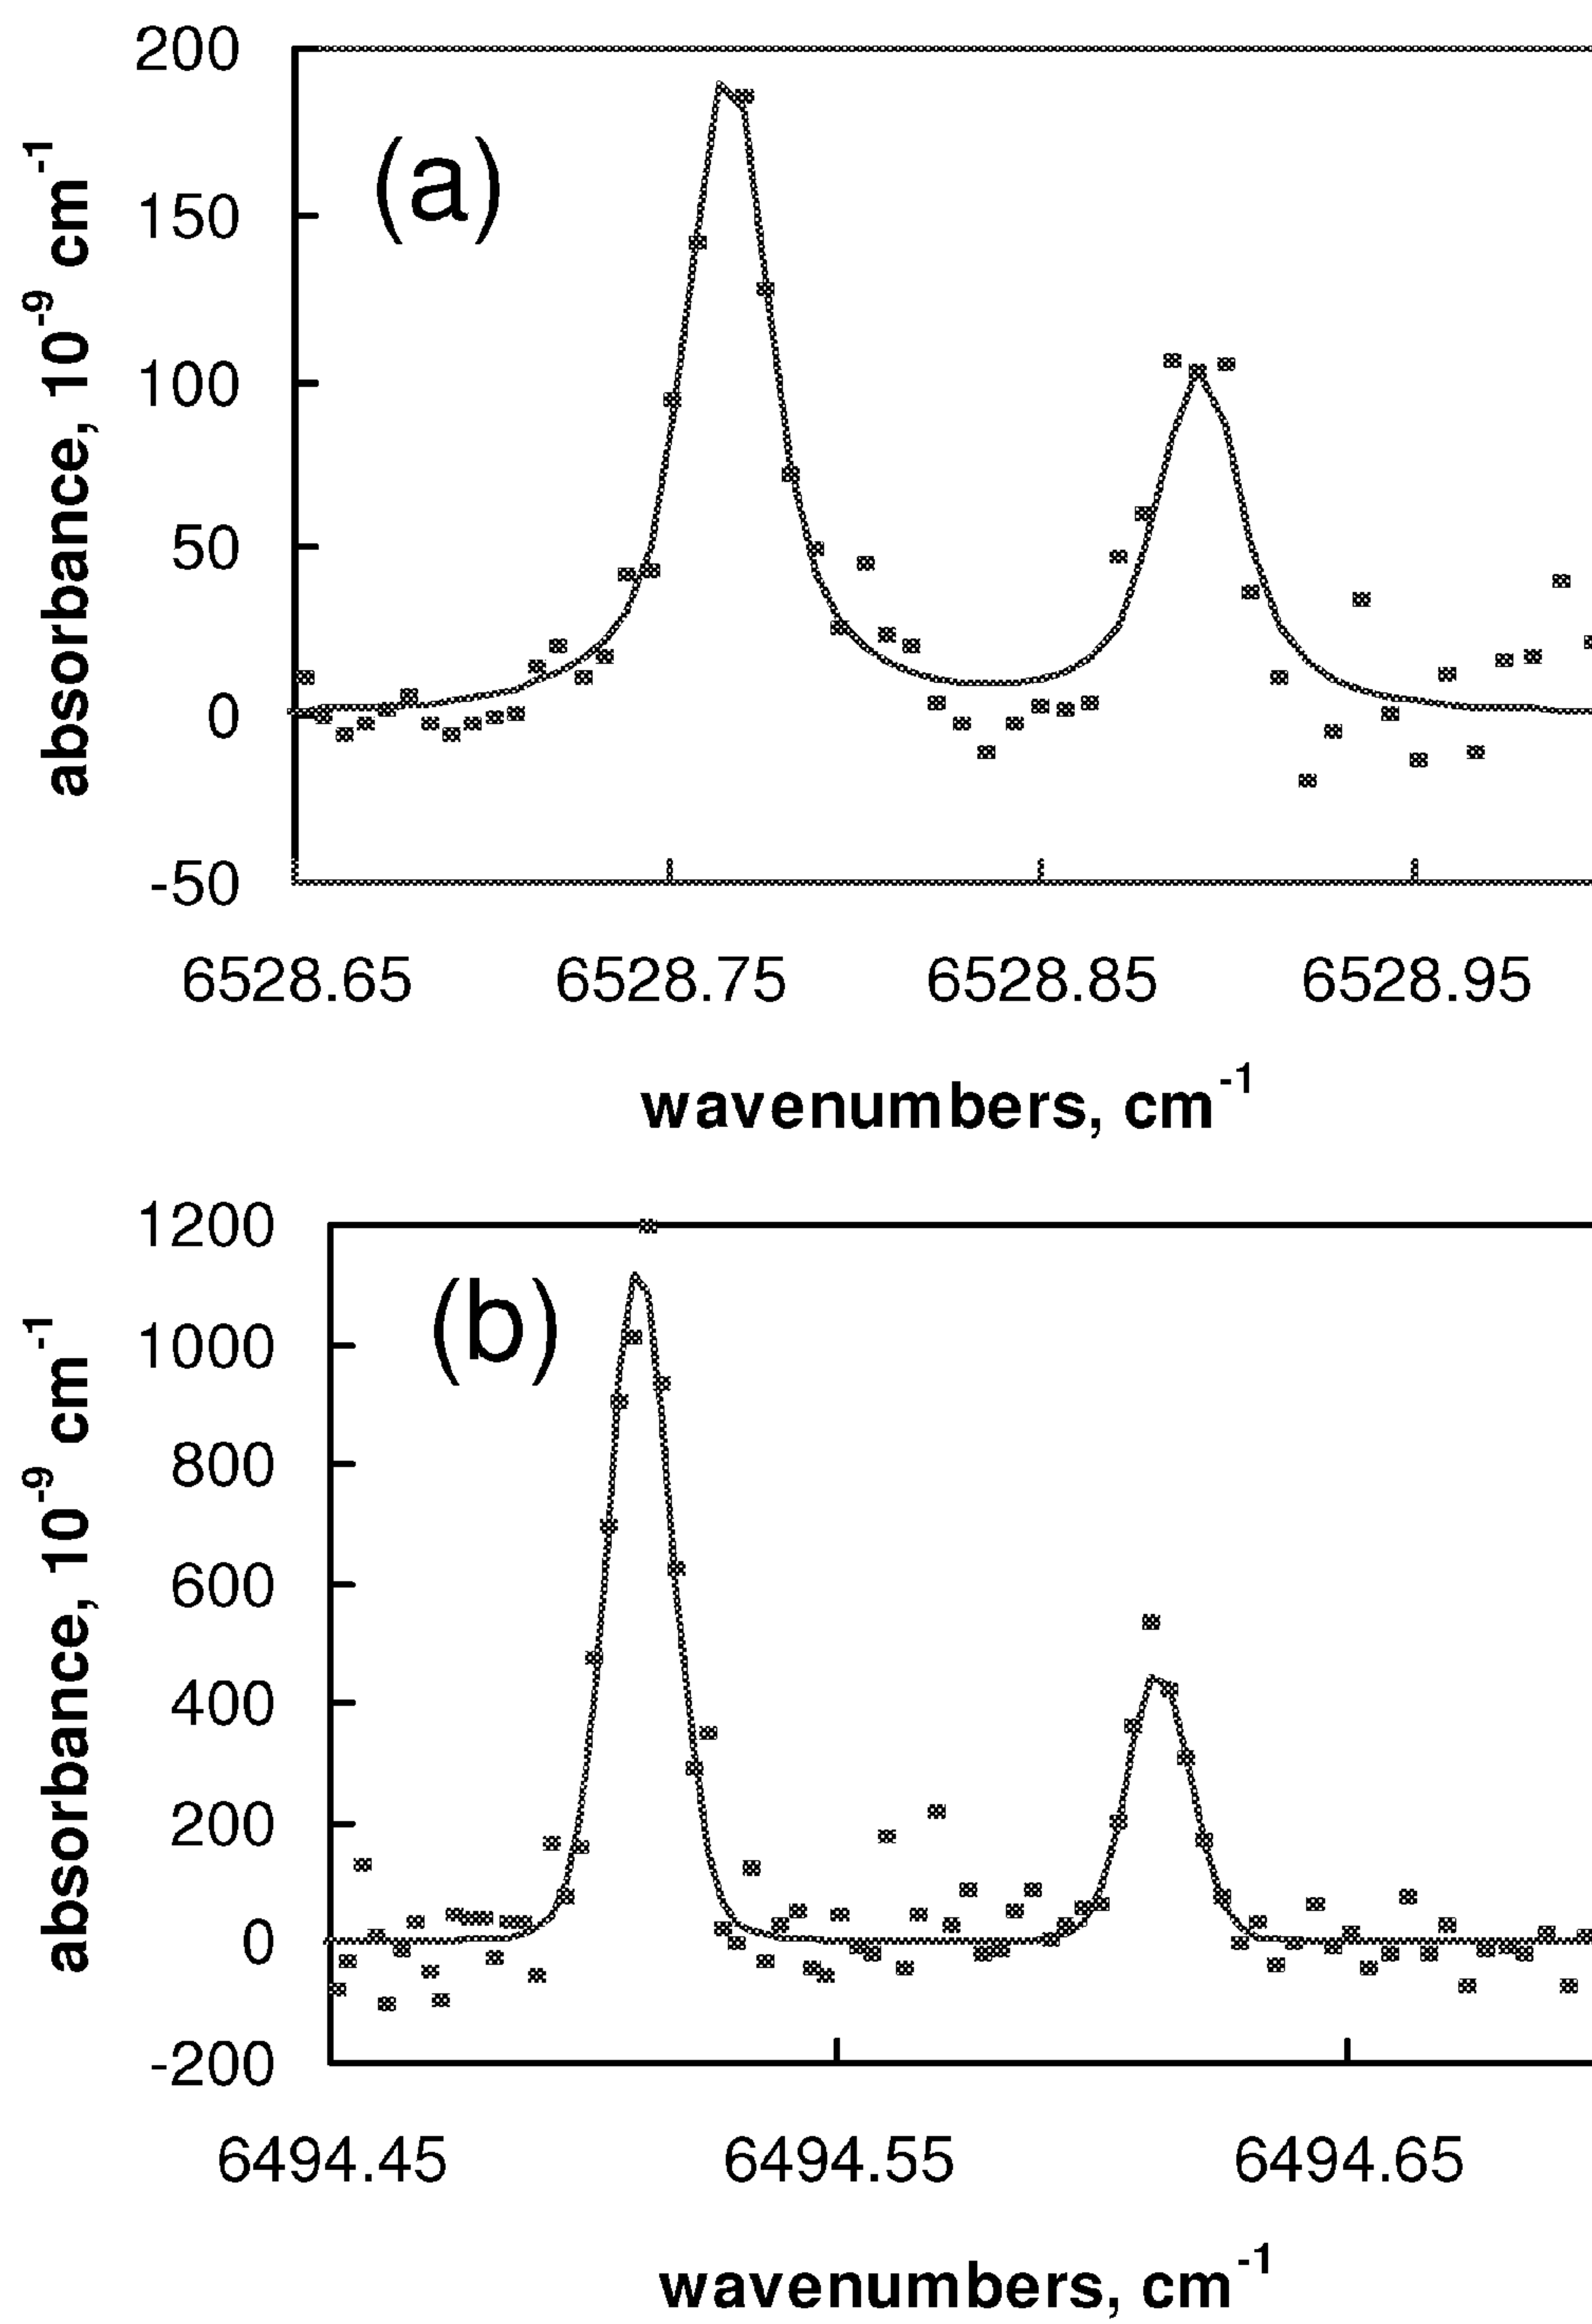 (a)
absorbance, 10⁻⁹ cm⁻¹
200
150
100
50
0
-50
6528.65 6528.75 6528.85 6528.95
wavenumbers, cm⁻¹
(b)
absorbance, 10⁻⁹ cm⁻¹
1200
1000
800
600
400
200
0
-200
6494.45 6494.55 6494.65
wavenumbers, cm⁻¹